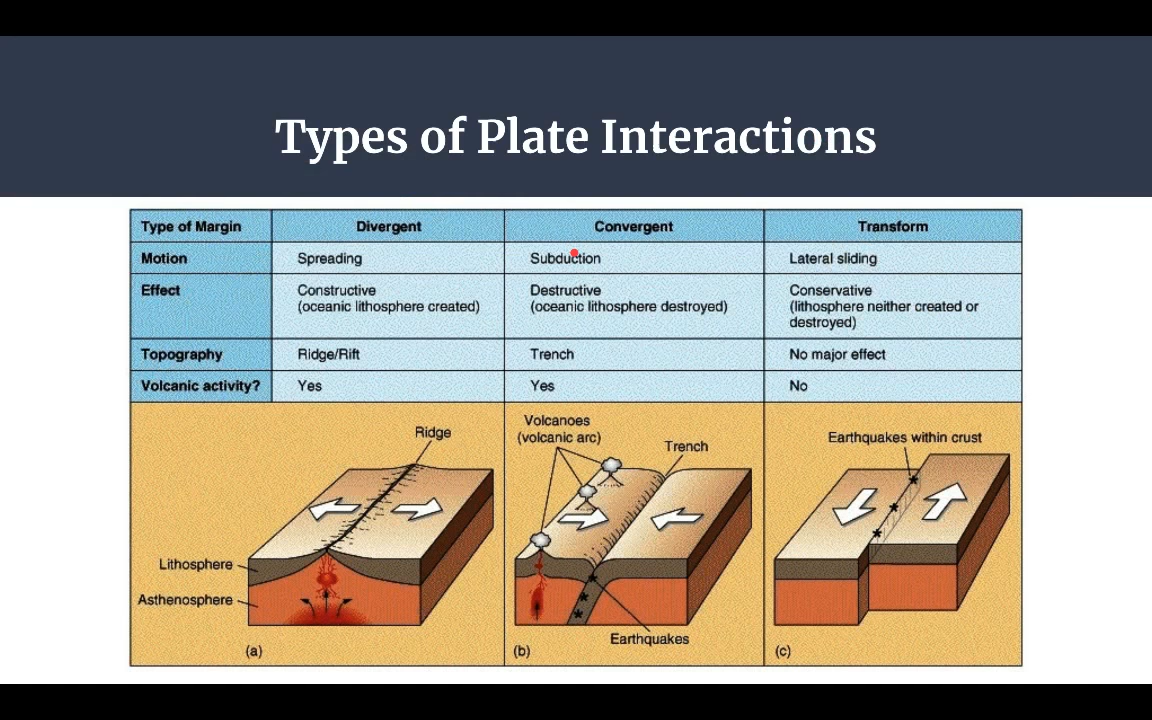 Types of Plate Interactions
Type of Margin Divergent Convergent Transform
Motion Spreading Subduction Lateral sliding
Effect Constructive Destructive Conservative
(oceanic lithosphere created) (oceanic lithosphere destroyed) (lithosphere neither created or
destroyed)
Topography Ridge/Rift Trench No major effect
Volcanic activity? Yes Yes No
Ridge
Lithosphere
Asthenosphere
(a)
Volcanoes
(volcanic arc)
Trench
Earthquakes
(b)
Earthquakes within crust
(c)